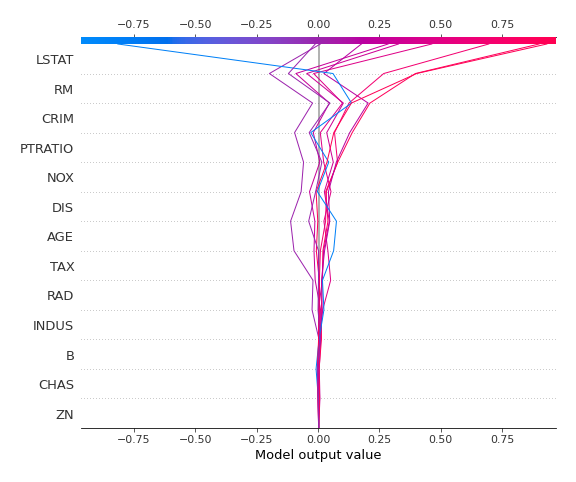 −0.75 −0.50 −0.25 0.00 0.25 0.50 0.75
LSTAT
RM
CRIM
PTRATIO
NOX
DIS
AGE
TAX
RAD
INDUS
B
CHAS
ZN
−0.75 −0.50 −0.25 0.00 0.25 0.50 0.75
Model output value